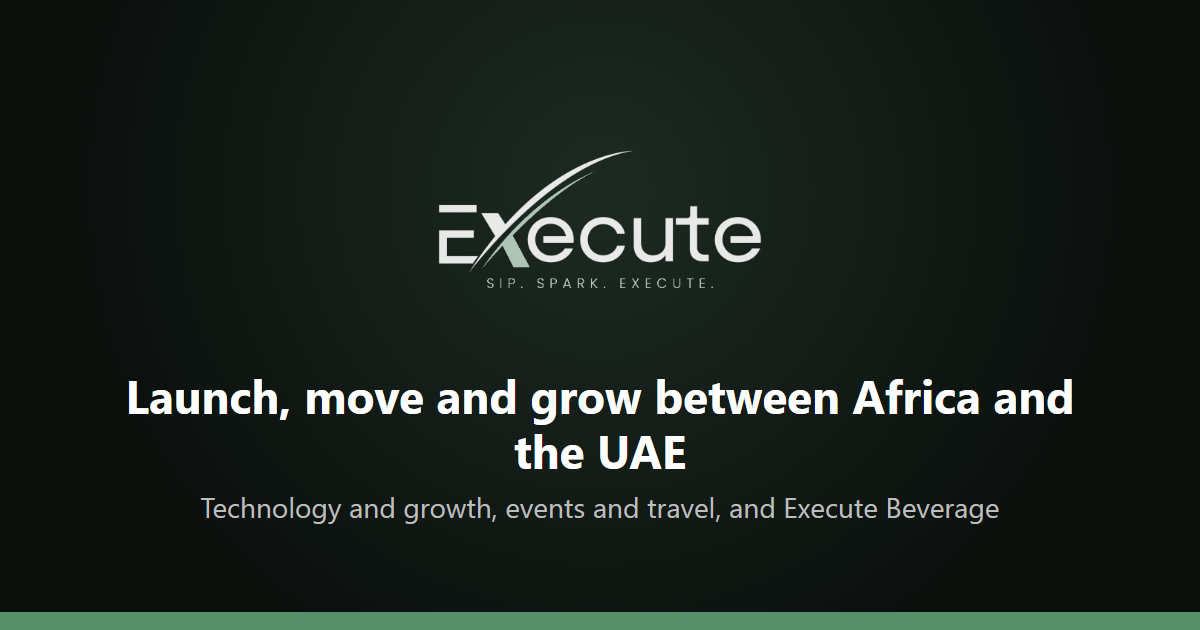 Execute
SIP. SPARK. EXECUTE.
Launch, move and grow between Africa and
the UAE
Technology and growth, events and travel, and Execute Beverage